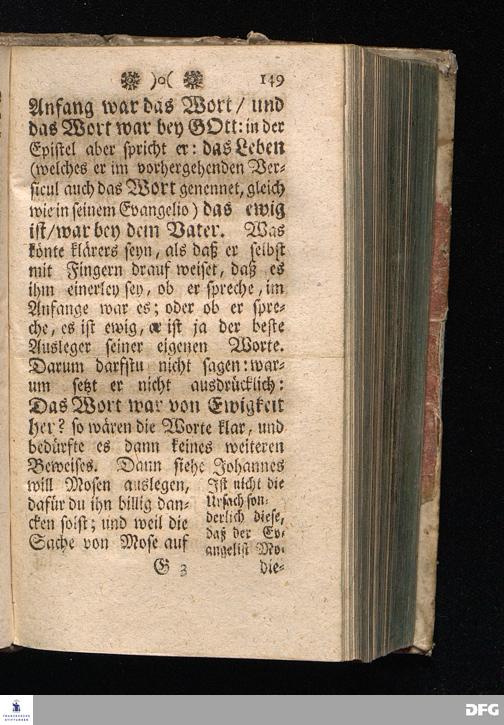 )o( 149
Anfang war das Wort/ und
das Wort war bey GOtt: in der
Epistel aber spricht er: das Leben
(welches er im vorhergehenden Ver-
sicul auch das Wort genennet, gleich
wie in seinem Evangelio) das ewig
ist/ war bey dem Vater. Was
könte klärers seyn, als daß er selbst
mit Fingern drauf weiset, daß es
ihm einerley sey, ob er spreche, im
Anfange war es; oder ob er spre-
che, es ist ewig, er ist ja der beste
Ausleger seiner eigenen Worte.
Darum darfstu nicht sagen: war-
um setzt er nicht ausdrücklich:
Das Wort war von Ewigkeit
her? so wären die Worte klar, und
bedürfte es dann keines weiteren
Beweises. Dann siehe Johannes
will Mosen auslegen,
dafür du ihn billig dan-
cken solst; und weil die
Sache von Mose auf
Ist nicht die
Ursach son-
derlich diese,
daß der Ev-
angelist Mo-
G 3 die-
FRANCKESCHE
STIFTUNGEN
DFG